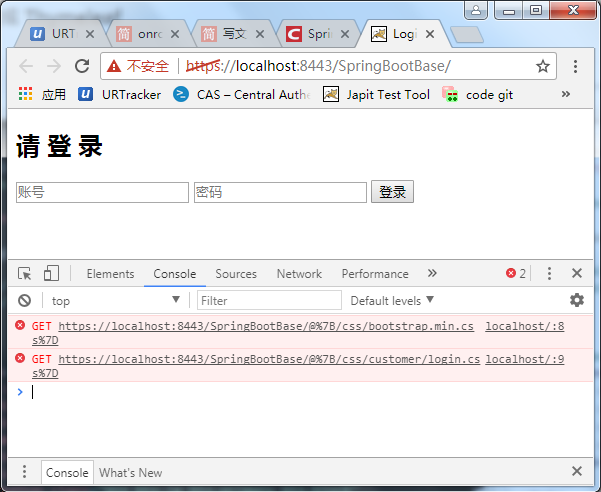 URT
简 onrc
简 写文
Sprin
Logi
不安全 https://localhost:8443/SpringBootBase/
应用 URTracker CAS – Central Authe Japit Test Tool code git »
请 登 录
账号 密码 登录
Elements Console Sources Network Performance » 2
top Filter Default levels
GET https://localhost:8443/SpringBootBase/@%7B/css/bootstrap.min.cs localhost/:8
s%7D
GET https://localhost:8443/SpringBootBase/@%7B/css/customer/login.cs localhost/:9
s%7D
Console What's New